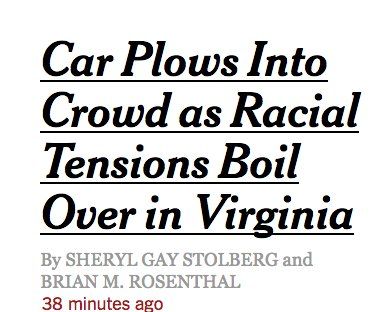 Car Plows Into
Crowd as Racial
Tensions Boil
Over in Virginia
By SHERYL GAY STOLBERG and
BRIAN M. ROSENTHAL
38 minutes ago